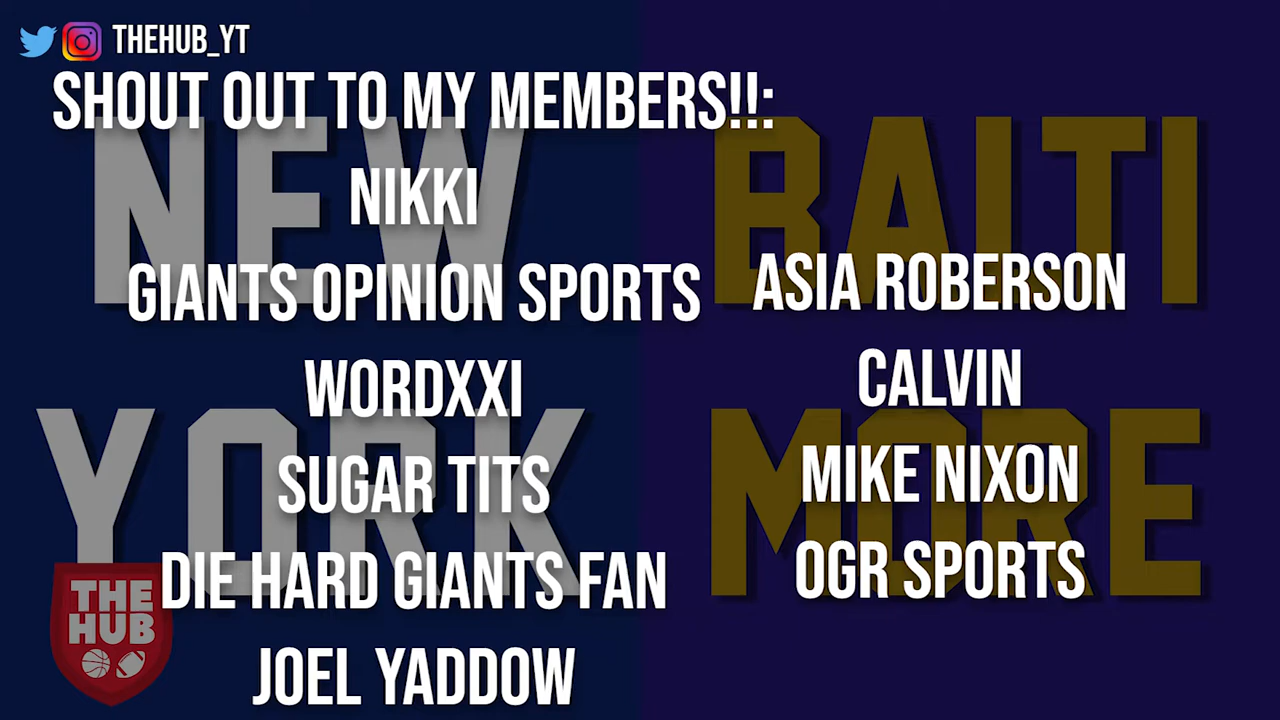 THEHUB_YT
SHOUT OUT TO MY MEMBERS!!:
NEW
YORK
BALTI
MORE
NIKKI
GIANTS OPINION SPORTS
WORDXXI
SUGAR TITS
DIE HARD GIANTS FAN
JOEL YADDOW
ASIA ROBERSON
CALVIN
MIKE NIXON
OGR SPORTS
THE
HUB